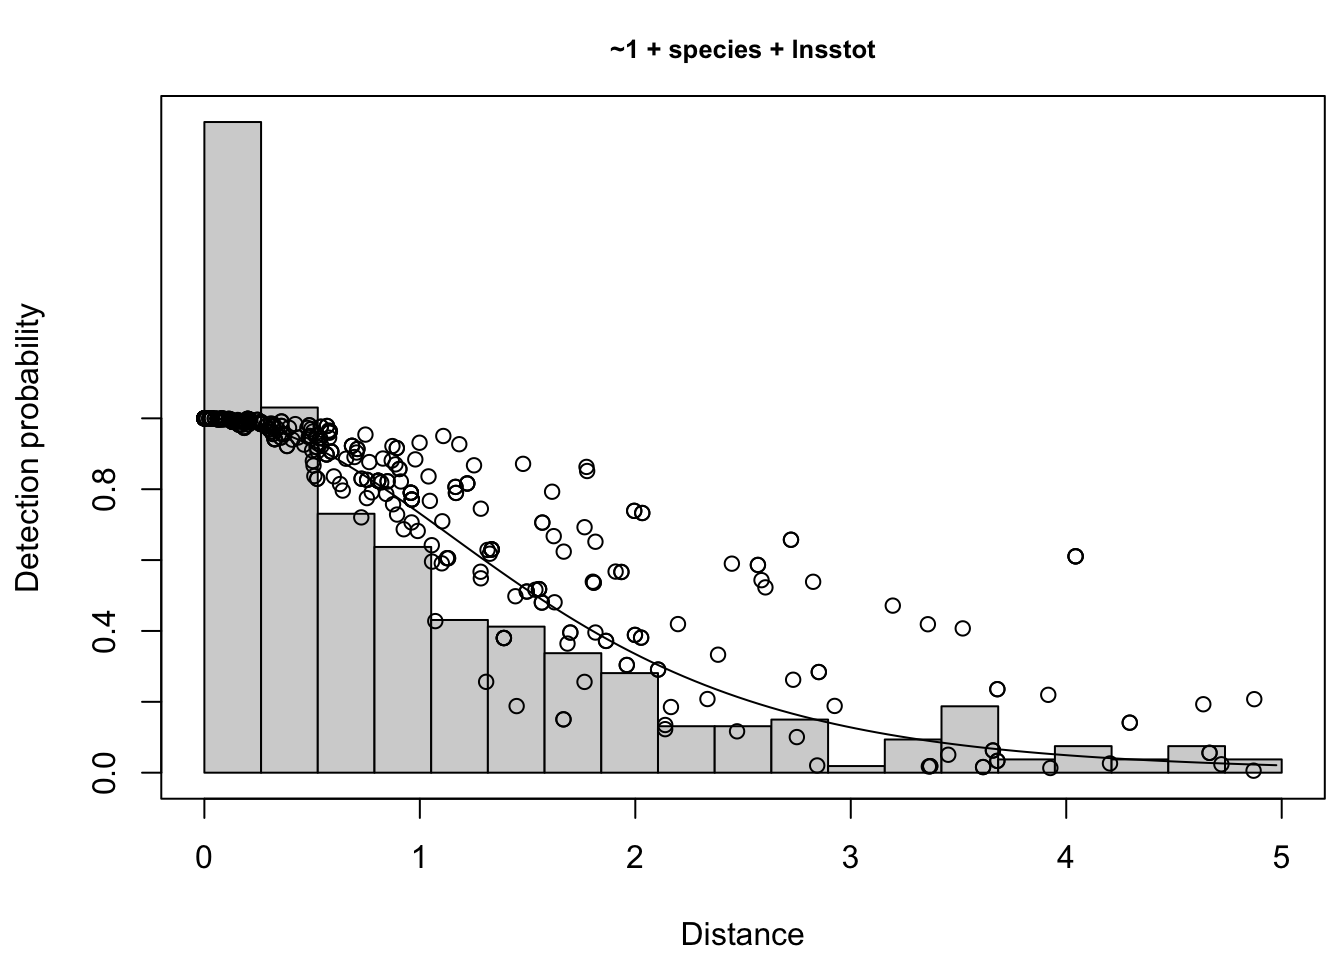 ~1 + species + lnsstot
Detection probability
0.8
0.4
0.0
0 1 2 3 4 5
Distance